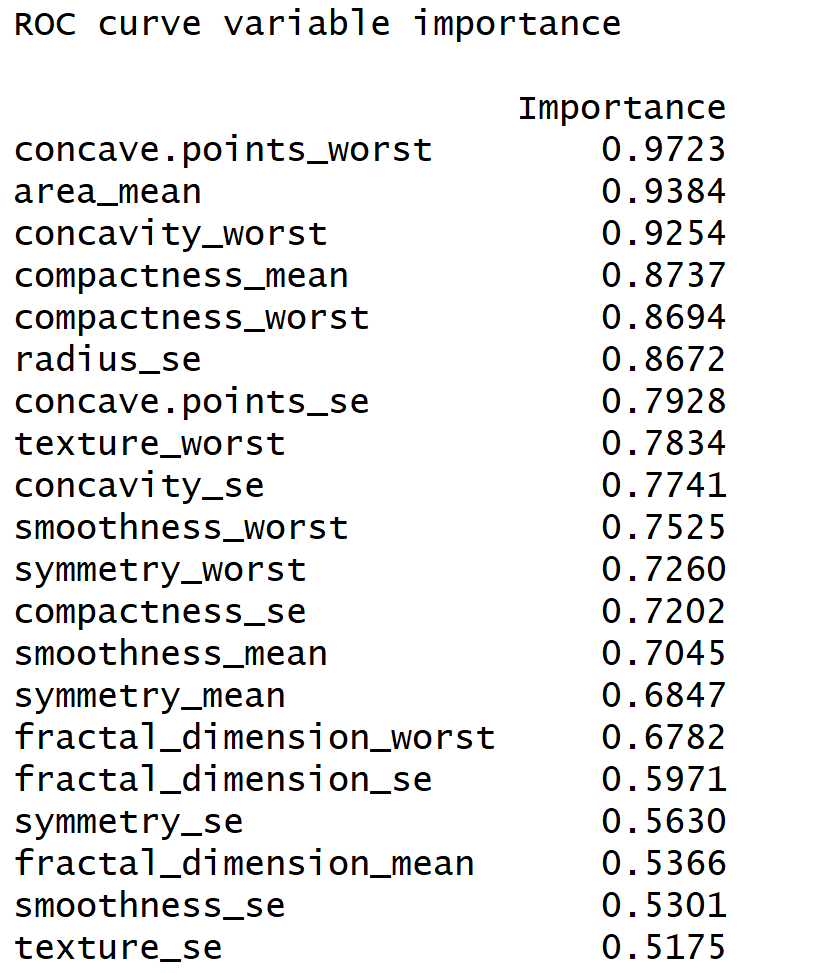 ROC curve variable importance
Importance
concave.points_worst 0.9723
area_mean 0.9384
concavity_worst 0.9254
compactness_mean 0.8737
compactness_worst 0.8694
radius_se 0.8672
concave.points_se 0.7928
texture_worst 0.7834
concavity_se 0.7741
smoothness_worst 0.7525
symmetry_worst 0.7260
compactness_se 0.7202
smoothness_mean 0.7045
symmetry_mean 0.6847
fractal_dimension_worst 0.6782
fractal_dimension_se 0.5971
symmetry_se 0.5630
fractal_dimension_mean 0.5366
smoothness_se 0.5301
texture_se 0.5175